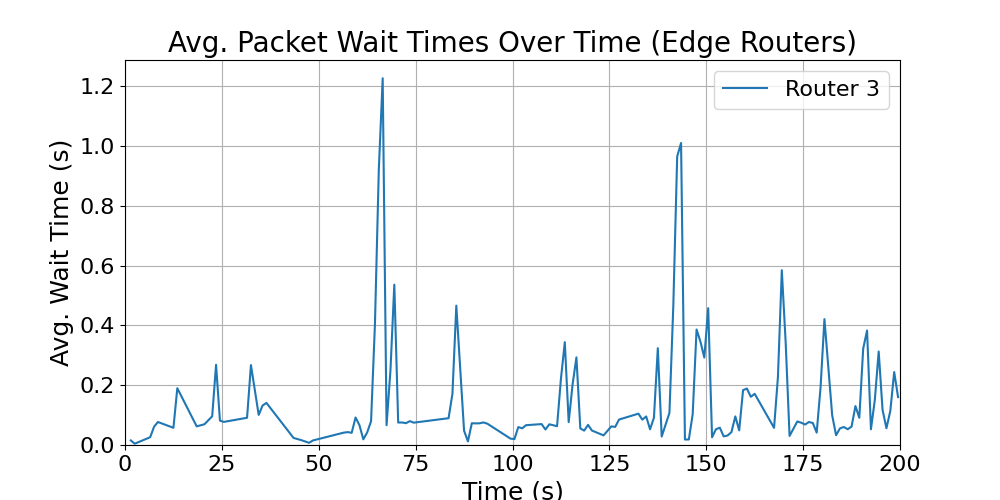 Avg. Packet Wait Times Over Time (Edge Routers)
Router 3
Avg. Wait Time (s)
1.2
1.0
0.8
0.6
0.4
0.2
0.0
0 25 50 75 100 125 150 175 200
Time (s)